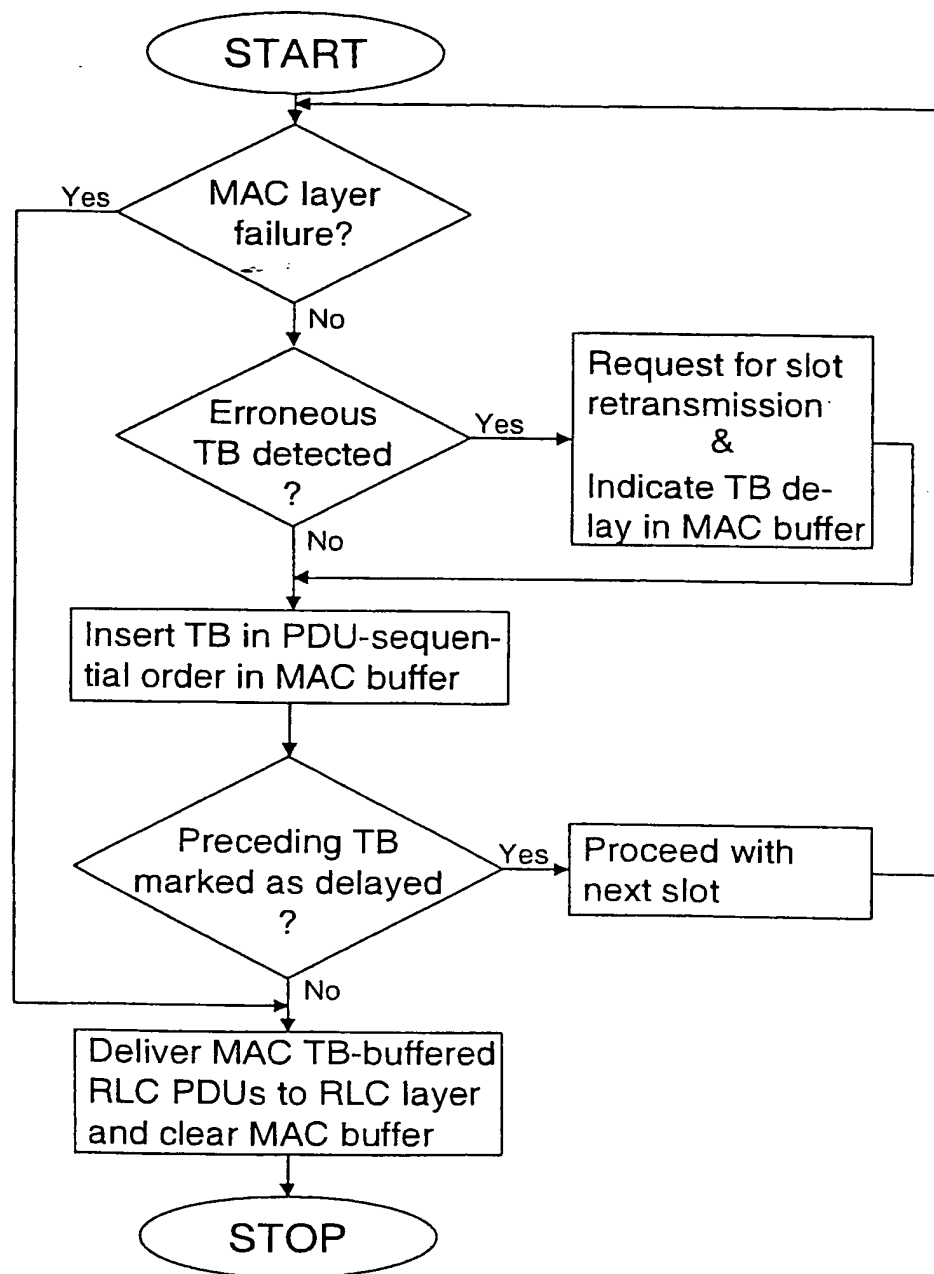 START
MAC layer
failure?
Yes
No
Erroneous
TB detected
?
Yes
No
Request for slot
retransmission
&
Indicate TB de-
lay in MAC buffer
Insert TB in PDU-sequen-
tial order in MAC buffer
Preceding TB
marked as delayed
?
Yes
No
Proceed with
next slot
Deliver MAC TB-buffered
RLC PDUs to RLC layer
and clear MAC buffer
STOP